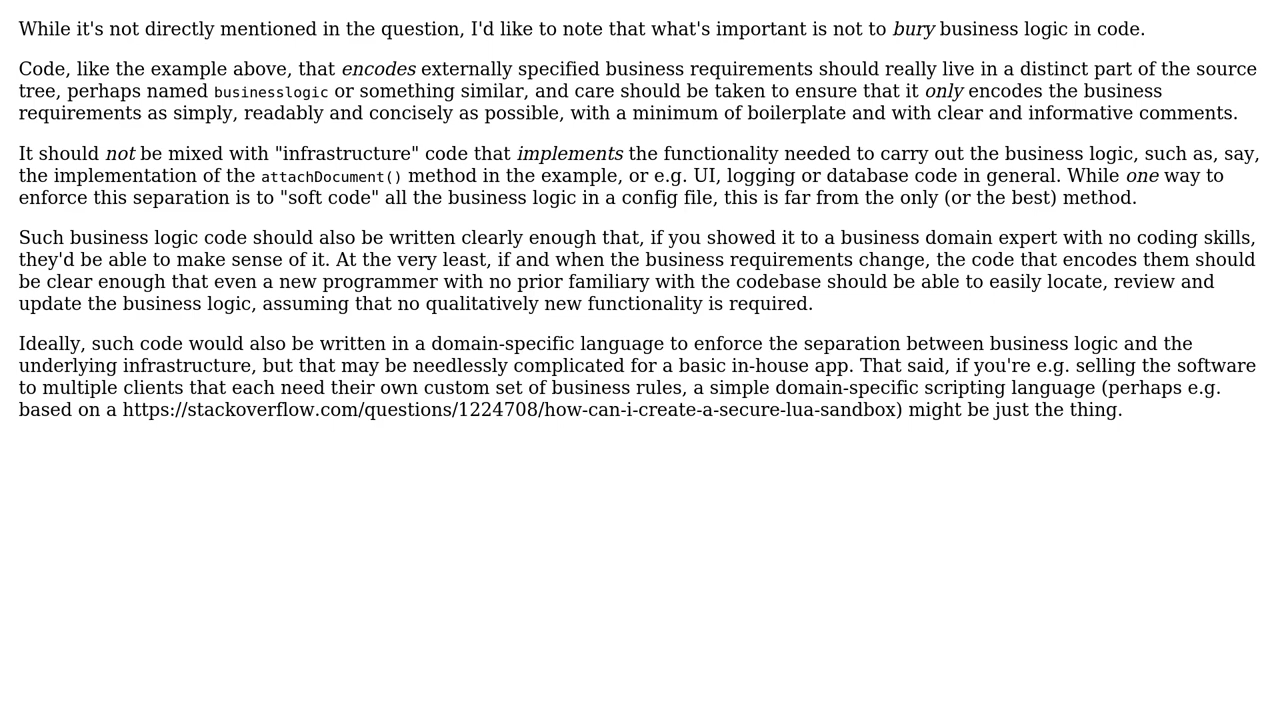 While it's not directly mentioned in the question, I'd like to note that what's important is not to bury business logic in code.
Code, like the example above, that encodes externally specified business requirements should really live in a distinct part of the source
tree, perhaps named businesslogic or something similar, and care should be taken to ensure that it only encodes the business
requirements as simply, readably and concisely as possible, with a minimum of boilerplate and with clear and informative comments.
It should not be mixed with "infrastructure" code that implements the functionality needed to carry out the business logic, such as, say,
the implementation of the attachDocument() method in the example, or e.g. UI, logging or database code in general. While one way to
enforce this separation is to "soft code" all the business logic in a config file, this is far from the only (or the best) method.
Such business logic code should also be written clearly enough that, if you showed it to a business domain expert with no coding skills,
they'd be able to make sense of it. At the very least, if and when the business requirements change, the code that encodes them should
be clear enough that even a new programmer with no prior familiary with the codebase should be able to easily locate, review and
update the business logic, assuming that no qualitatively new functionality is required.
Ideally, such code would also be written in a domain-specific language to enforce the separation between business logic and the
underlying infrastructure, but that may be needlessly complicated for a basic in-house app. That said, if you're e.g. selling the software
to multiple clients that each need their own custom set of business rules, a simple domain-specific scripting language (perhaps e.g.
based on a https://stackoverflow.com/questions/1224708/how-can-i-create-a-secure-lua-sandbox) might be just the thing.